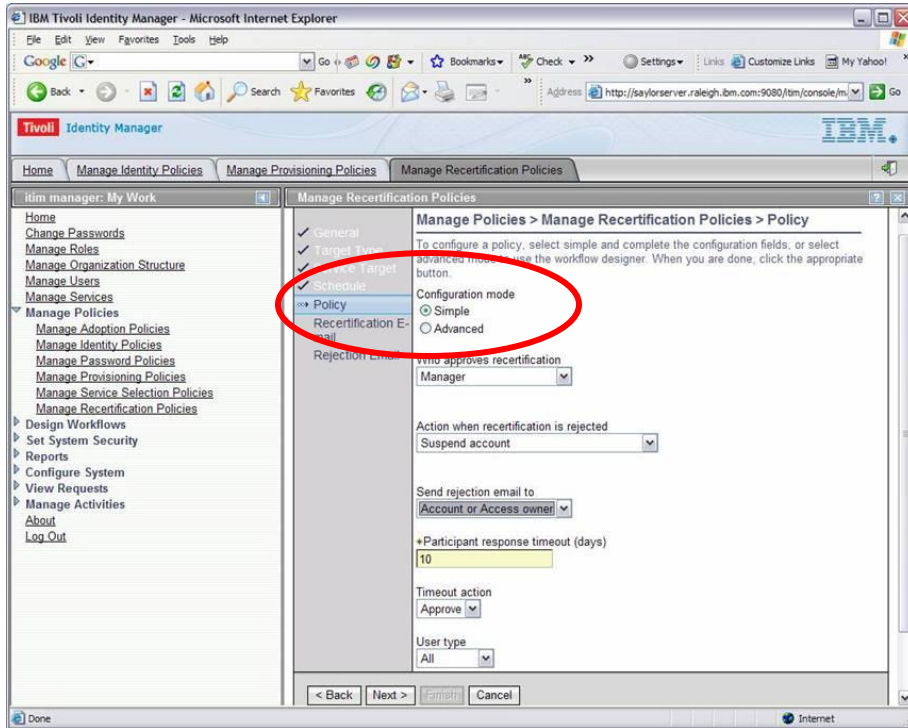 IBM Tivoli Identity Manager - Microsoft Internet Explorer
File Edit View Favorites Tools Help
Google G Go Bookmarks Check Settings Links Customize Links My Yahoo!
Back Search Favorites Address http://saylorserver.raleigh.ibm.com:9080/itim/console/m Go
Tivoli Identity Manager IBM.
Home Manage Identity Policies Manage Provisioning Policies Manage Recertification Policies
itim manager: My Work
Home
Change Passwords
Manage Roles
Manage Organization Structure
Manage Users
Manage Services
Manage Policies
Manage Adoption Policies
Manage Identity Policies
Manage Password Policies
Manage Provisioning Policies
Manage Service Selection Policies
Manage Recertification Policies
Design Workflows
Set System Security
Reports
Configure System
View Requests
Manage Activities
About
Log Out
Manage Recertification Policies
General
Target Type
Service Target
Schedule
Policy
Recertification E-
mail
Rejection Email
Manage Policies > Manage Recertification Policies > Policy
To configure a policy, select simple and complete the configuration fields, or select
advanced mode to use the workflow designer. When you are done, click the appropriate
button.
Configuration mode
Simple
Advanced
Who approves recertification
Manager
Action when recertification is rejected
Suspend account
Send rejection email to
Account or Access owner
*Participant response timeout (days)
10
Timeout action
Approve
User type
All
< Back Next > Finish Cancel
Done Internet